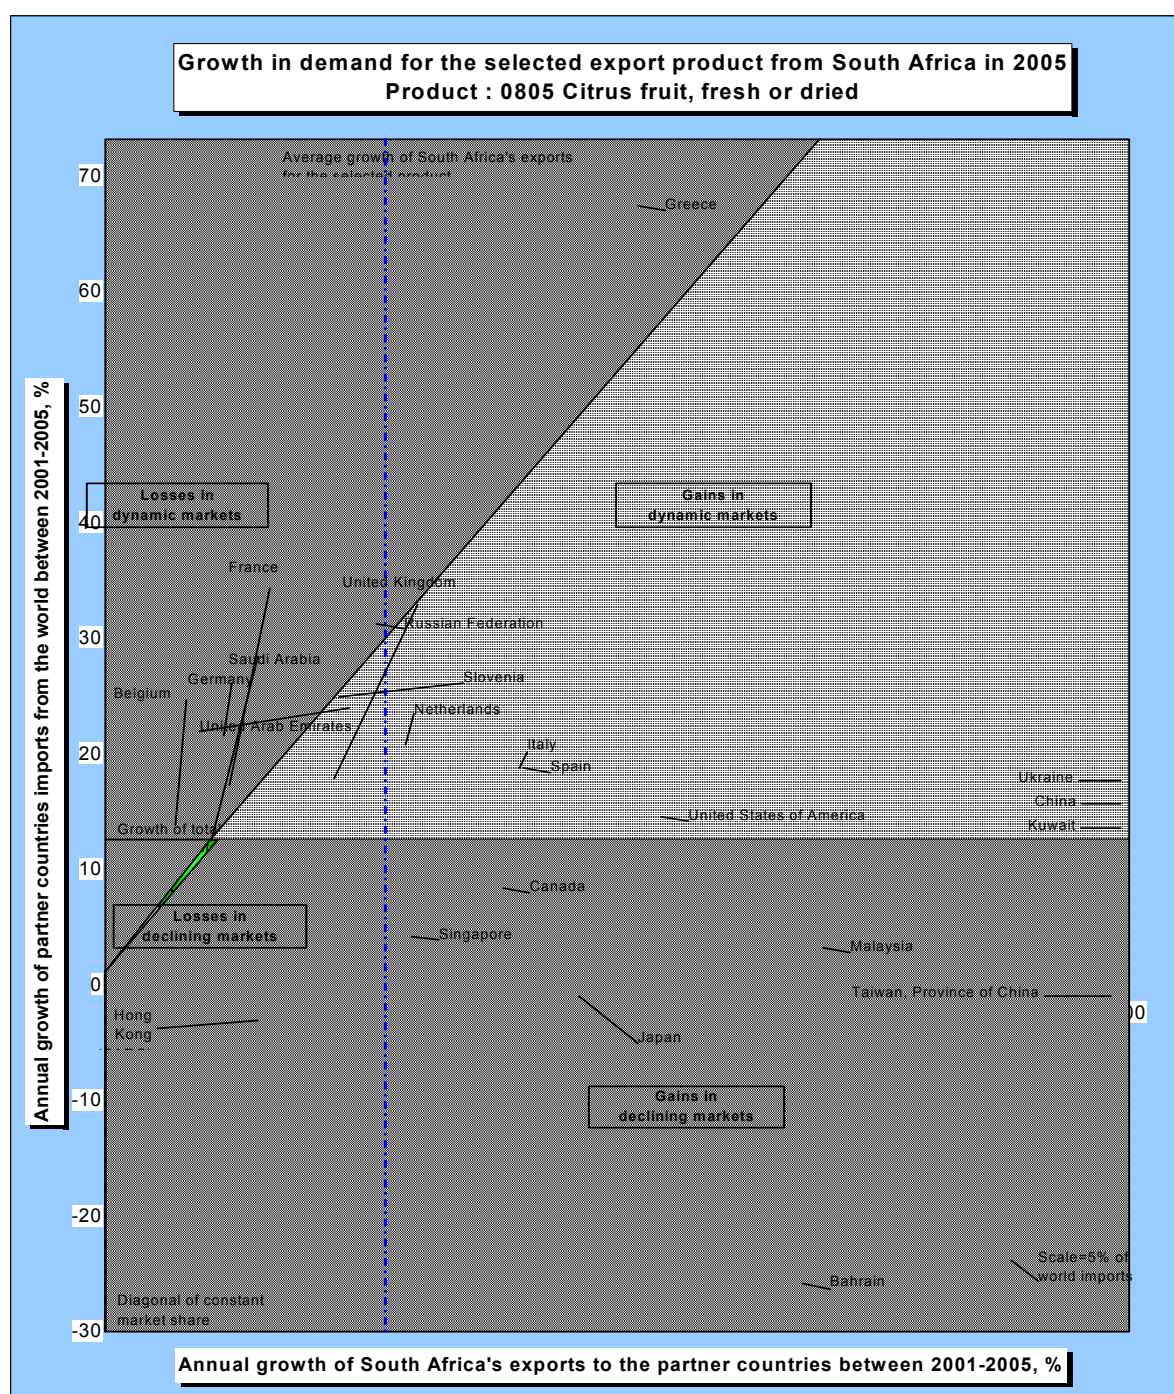 Growth in demand for the selected export product from South Africa in 2005
Product : 0805 Citrus fruit, fresh or dried
Average growth of South Africa's exports
for the selected product
70
Greece
60
50
Losses in
dynamic markets
Gains in
dynamic markets
40
France
United Kingdom
30
Russian Federation
Saudi Arabia
Germany
Slovenia
Belgium
Netherlands
United Arab Emirates
20
Italy
Spain
Ukraine
China
United States of America
Kuwait
Growth of total
10
Canada
Losses in
declining markets
Singapore
Malaysia
0
Taiwan, Province of China
Hong
Kong
00
Japan
-10
Gains in
declining markets
-20
Scale=5% of
world imports
Bahrain
Diagonal of constant
market share
-30
Annual growth of partner countries imports from the world between 2001-2005, %
Annual growth of South Africa's exports to the partner countries between 2001-2005, %